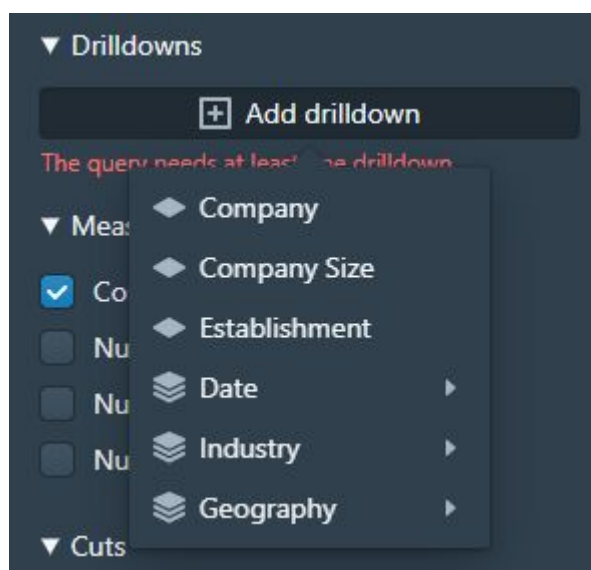 Drilldowns
Add drilldown
The query needs at least drilldown
Company
Meas
Company Size
Co
Establishment
Nu
Date
Nu
Industry
Nu
Geography
Cuts